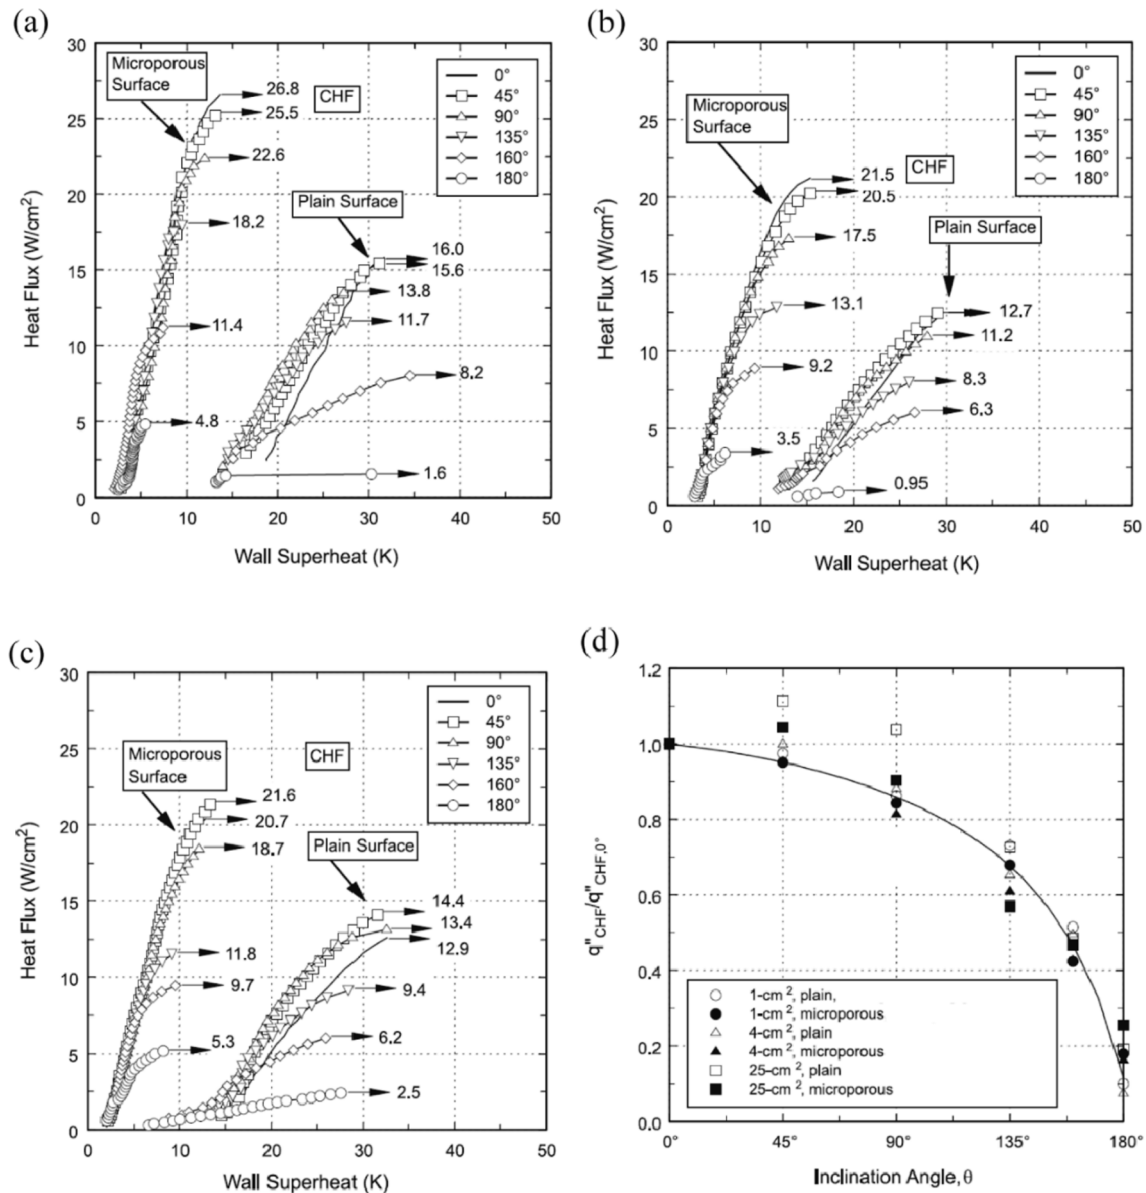 (a)
30
25
20
15
10
5
0
Heat Flux (W/cm²)
Microporous
Surface
26.8
CHF
25.5
22.6
18.2
11.4
4.8
Plain Surface
16.0
15.6
13.8
11.7
8.2
1.6
0°
45°
90°
135°
160°
180°
0 10 20 30 40 50
Wall Superheat (K)
(b)
30
25
20
15
10
5
0
Heat Flux (W/cm²)
Microporous
Surface
CHF
21.5
20.5
17.5
13.1
9.2
3.5
Plain Surface
12.7
11.2
8.3
6.3
0.95
0°
45°
90°
135°
160°
180°
0 10 20 30 40 50
Wall Superheat (K)
(c)
30
25
20
15
10
5
0
Heat Flux (W/cm²)
Microporous
Surface
CHF
21.6
20.7
18.7
11.8
9.7
5.3
Plain Surface
14.4
13.4
12.9
9.4
6.2
2.5
0°
45°
90°
135°
160°
180°
0 10 20 30 40 50
Wall Superheat (K)
(d)
1.2
1.0
0.8
0.6
0.4
0.2
0.0
q"CHF/q"CHF,0°
1-cm², plain,
1-cm², microporous
4-cm², plain
4-cm², microporous
25-cm², plain
25-cm², microporous
0° 45° 90° 135° 180°
Inclination Angle, θ